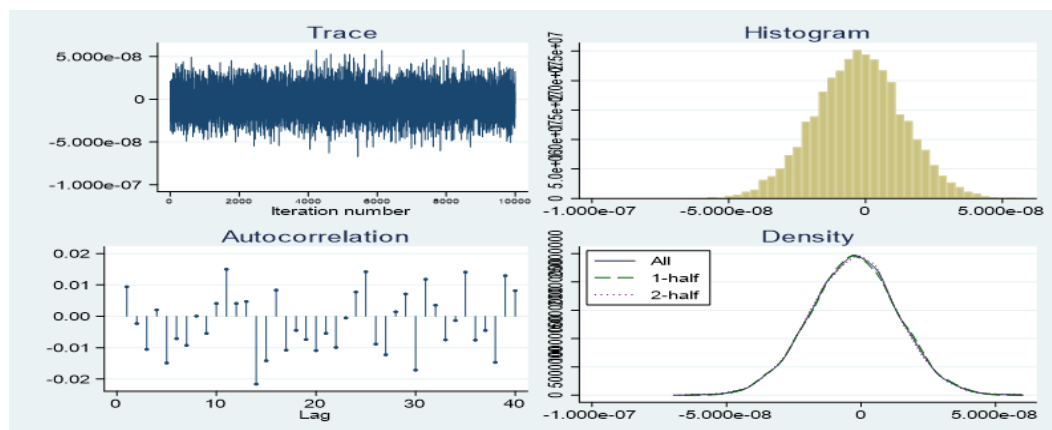 Trace
5.000e-08
0
-5.000e-08
-1.000e-07
0 2000 4000 6000 8000 10000
Iteration number
Histogram
0
-1.000e-07 -5.000e-08 0 5.000e-08
Autocorrelation
0.02
0.01
0.00
-0.01
-0.02
0 10 20 30 40
Lag
Density
All
1-half
2-half
0
-1.000e-07 -5.000e-08 0 5.000e-08